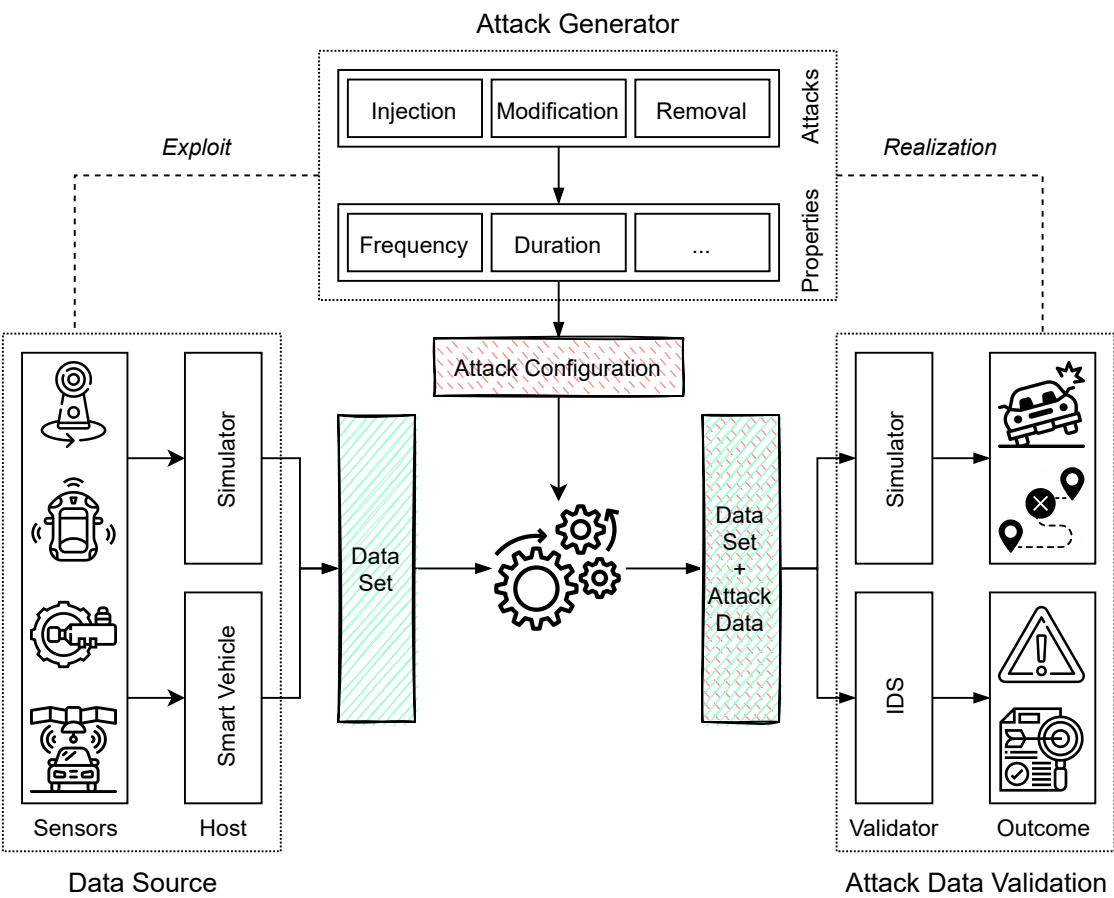 Attack Generator
Injection
Modification
Removal
Attacks
Exploit
Realization
Frequency
Duration
...
Properties
Attack Configuration
Simulator
Smart Vehicle
Sensors
Host
Data Source
Data
Set
Data
Set
+
Attack
Data
Simulator
IDS
Validator
Outcome
Attack Data Validation